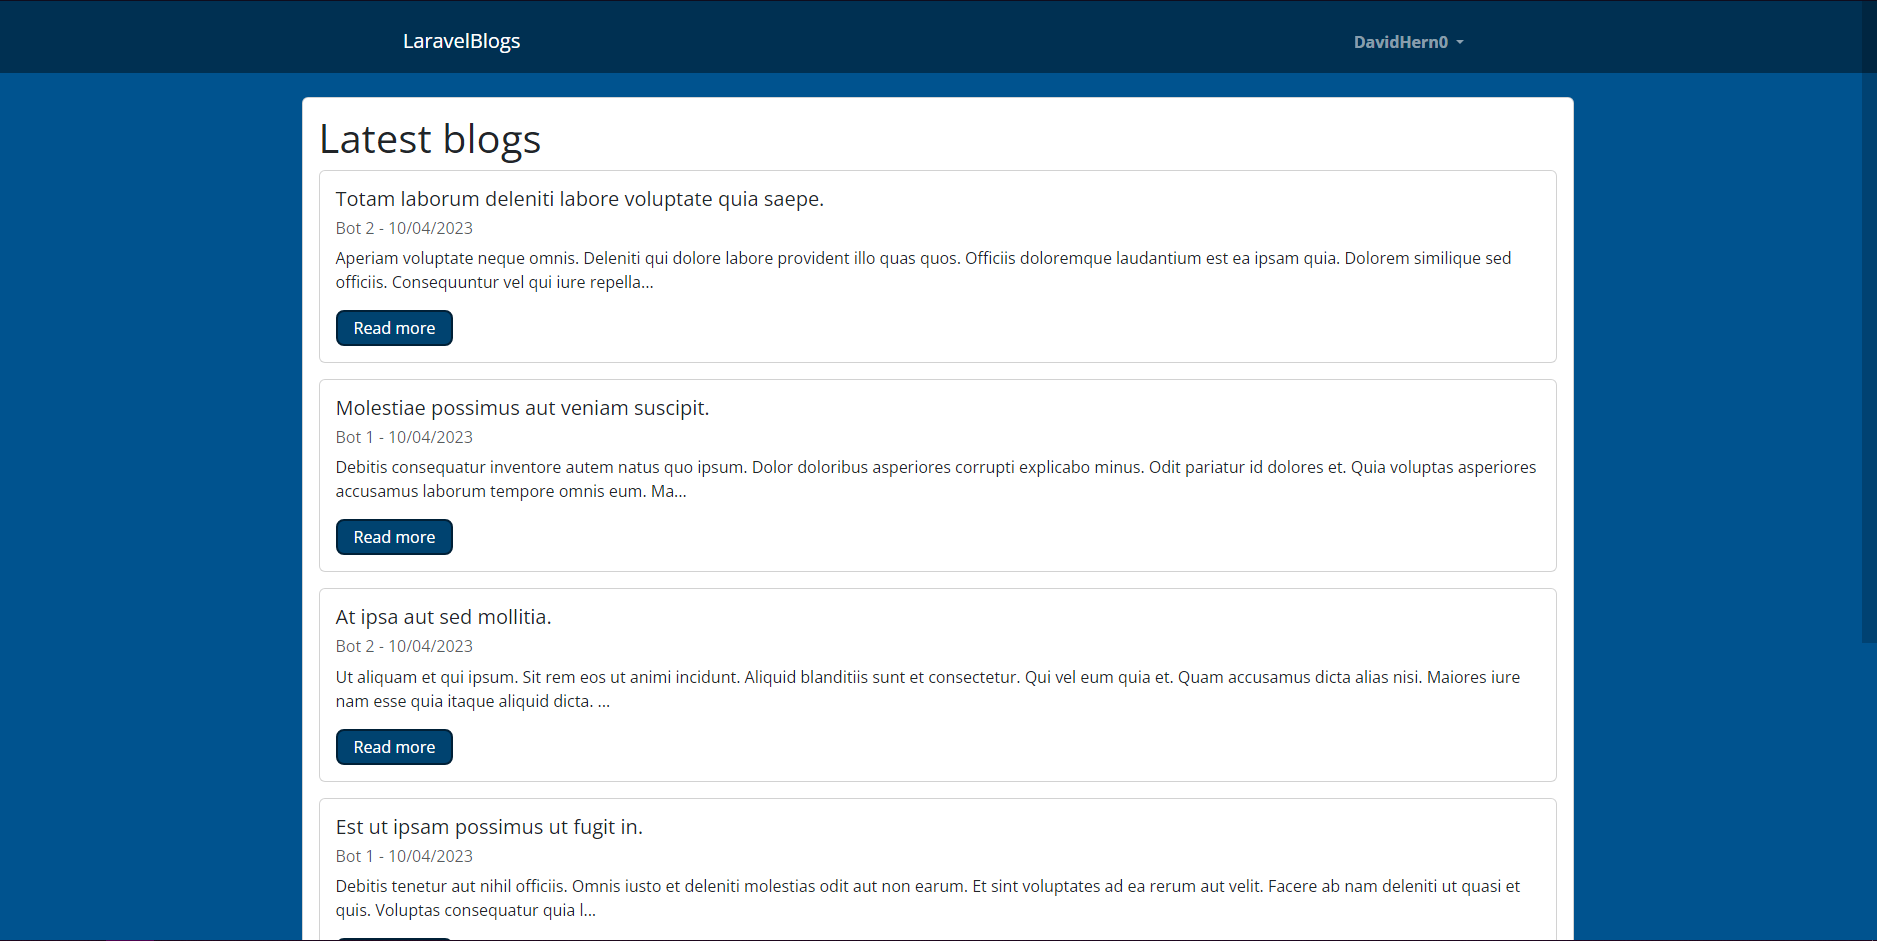 LaravelBlogs
DavidHern0
Latest blogs
Totam laborum deleniti labore voluptate quia saepe.
Bot 2 - 10/04/2023
Aperiam voluptate neque omnis. Deleniti qui dolore labore provident illo quas quos. Officiis doloremque laudantium est ea ipsam quia. Dolorem similique sed
officiis. Consequuntur vel qui iure repella...
Read more
Molestiae possimus aut veniam suscipit.
Bot 1 - 10/04/2023
Debitis consequatur inventore autem natus quo ipsum. Dolor doloribus asperiores corrupti explicabo minus. Odit pariatur id dolores et. Quia voluptas asperiores
accusamus laborum tempore omnis eum. Ma...
Read more
At ipsa aut sed mollitia.
Bot 2 - 10/04/2023
Ut aliquam et qui ipsum. Sit rem eos ut animi incidunt. Aliquid blanditiis sunt et consectetur. Qui vel eum quia et. Quam accusamus dicta alias nisi. Maiores iure
nam esse quia itaque aliquid dicta. ...
Read more
Est ut ipsam possimus ut fugit in.
Bot 1 - 10/04/2023
Debitis tenetur aut nihil officiis. Omnis iusto et deleniti molestias odit aut non earum. Et sint voluptates ad ea rerum aut velit. Facere ab nam deleniti ut quasi et
quis. Voluptas consequatur quia l...